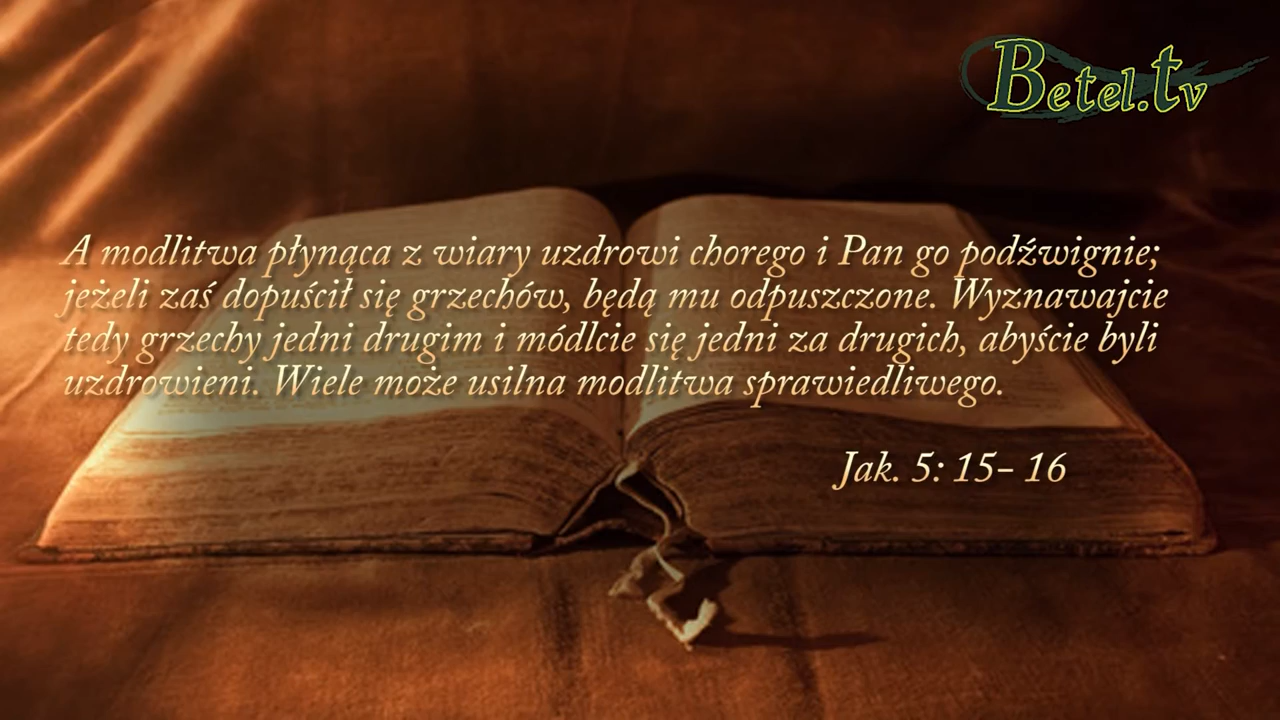 Betel.tv
A modlitwa płynąca z wiary uzdrowi chorego i Pan go podźwignie;
jeżeli zaś dopuścił się grzechów, będą mu odpuszczone. Wyznawajcie
tedy grzechy jedni drugim i módlcie się jedni za drugich, abyście byli
uzdrowieni. Wiele może usilna modlitwa sprawiedliwego.
Jak. 5: 15- 16